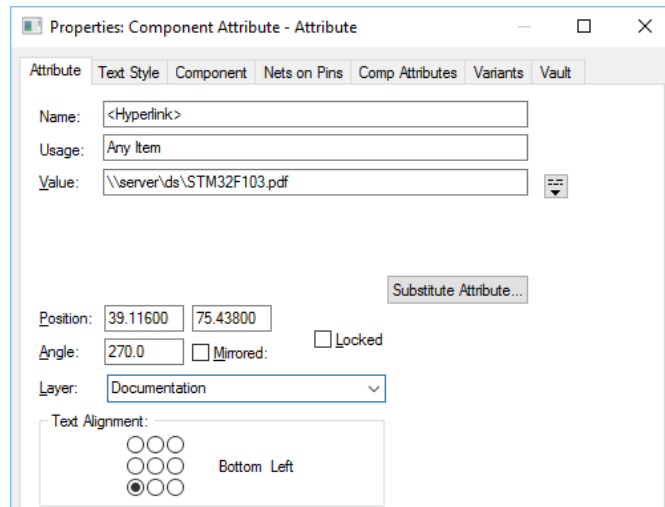 Properties: Component Attribute - Attribute
Attribute Text Style Component Nets on Pins Comp Attributes Variants Vault
Name: <Hyperlink>
Usage: Any Item
Value: \\server\ds\STM32F103.pdf
Substitute Attribute...
Position: 39.11600 75.43800
Locked
Angle: 270.0 Mirrored:
Layer: Documentation
Text Alignment:
Bottom Left